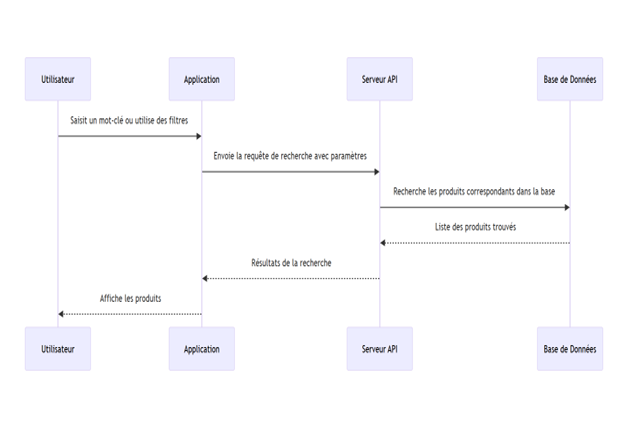 Utilisateur
Application
Serveur API
Base de Données
Saisit un mot-clé ou utilise des filtres
Envoie la requête de recherche avec paramètres
Recherche les produits correspondants dans la base
Liste des produits trouvés
Résultats de la recherche
Affiche les produits
Utilisateur
Application
Serveur API
Base de Données